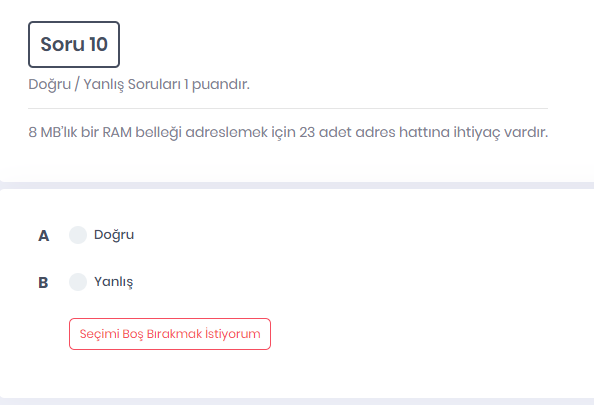 Soru 10
Doğru / Yanlış Soruları 1 puandır.
8 MB'lık bir RAM belleği adreslemek için 23 adet adres hattına ihtiyaç vardır.
A Doğru
B Yanlış
Seçimi Boş Bırakmak İstiyorum